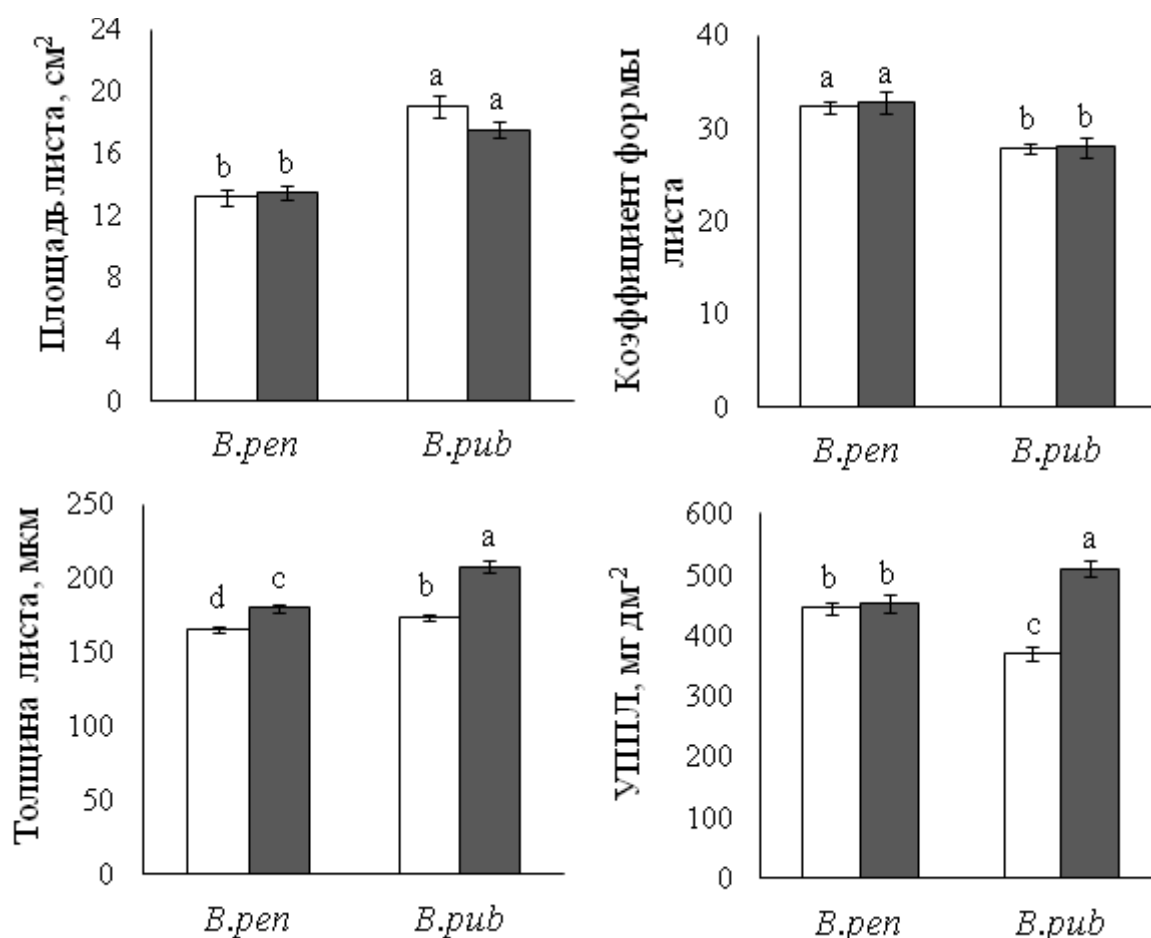 Площадь листа, см²
24
20
16
12
8
4
0
b
b
a
a
B.pen
B.pub
Коэффициент формы
листа
40
30
20
10
0
a
a
b
b
B.pen
B.pub
Толщина листа, мкм
250
200
150
100
50
0
d
c
b
a
B.pen
B.pub
УППЛ, мг дм²
600
500
400
300
200
100
0
b
b
c
a
B.pen
B.pub